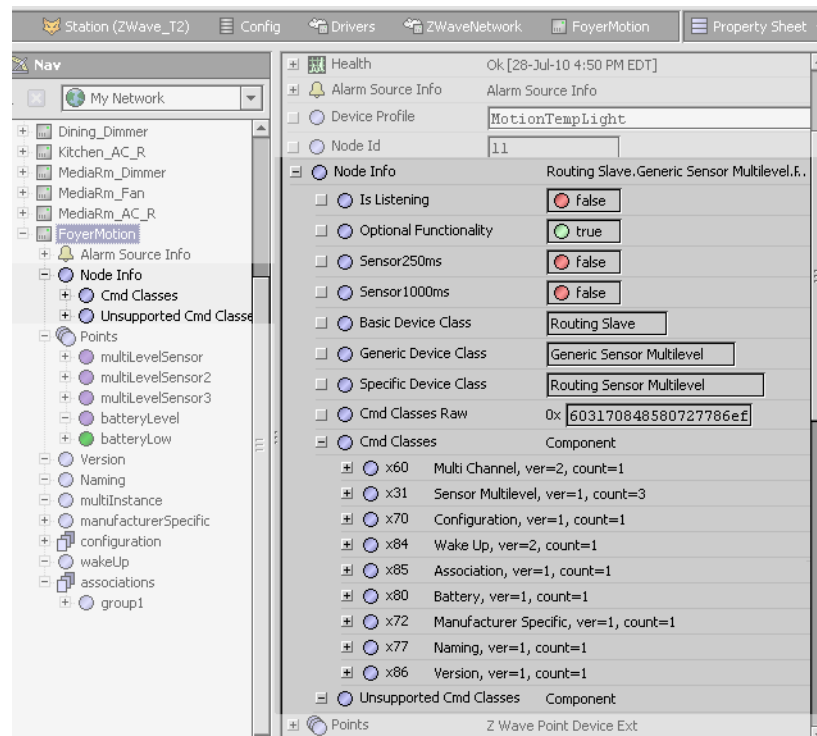 Station (ZWave_T2) Config Drivers ZWaveNetwork FoyerMotion Property Sheet
Nav
My Network
Dining_Dimmer
Kitchen_AC_R
MediaRm_Dimmer
MediaRm_Fan
MediaRm_AC_R
FoyerMotion
Alarm Source Info
Node Info
Cmd Classes
Unsupported Cmd Classe
Points
multiLevelSensor
multiLevelSensor2
multiLevelSensor3
batteryLevel
batteryLow
Version
Naming
multiInstance
manufacturerSpecific
configuration
wakeUp
associations
group1
Health Ok [28-Jul-10 4:50 PM EDT]
Alarm Source Info Alarm Source Info
Device Profile MotionTempLight
Node Id 11
Node Info Routing Slave.Generic Sensor Multilevel.R..
Is Listening false
Optional Functionality true
Sensor250ms false
Sensor1000ms false
Basic Device Class Routing Slave
Generic Device Class Generic Sensor Multilevel
Specific Device Class Routing Sensor Multilevel
Cmd Classes Raw 0x 603170848580727786ef
Cmd Classes Component
x60 Multi Channel, ver=2, count=1
x31 Sensor Multilevel, ver=1, count=3
x70 Configuration, ver=1, count=1
x84 Wake Up, ver=2, count=1
x85 Association, ver=1, count=1
x80 Battery, ver=1, count=1
x72 Manufacturer Specific, ver=1, count=1
x77 Naming, ver=1, count=1
x86 Version, ver=1, count=1
Unsupported Cmd Classes Component
Points Z Wave Point Device Ext